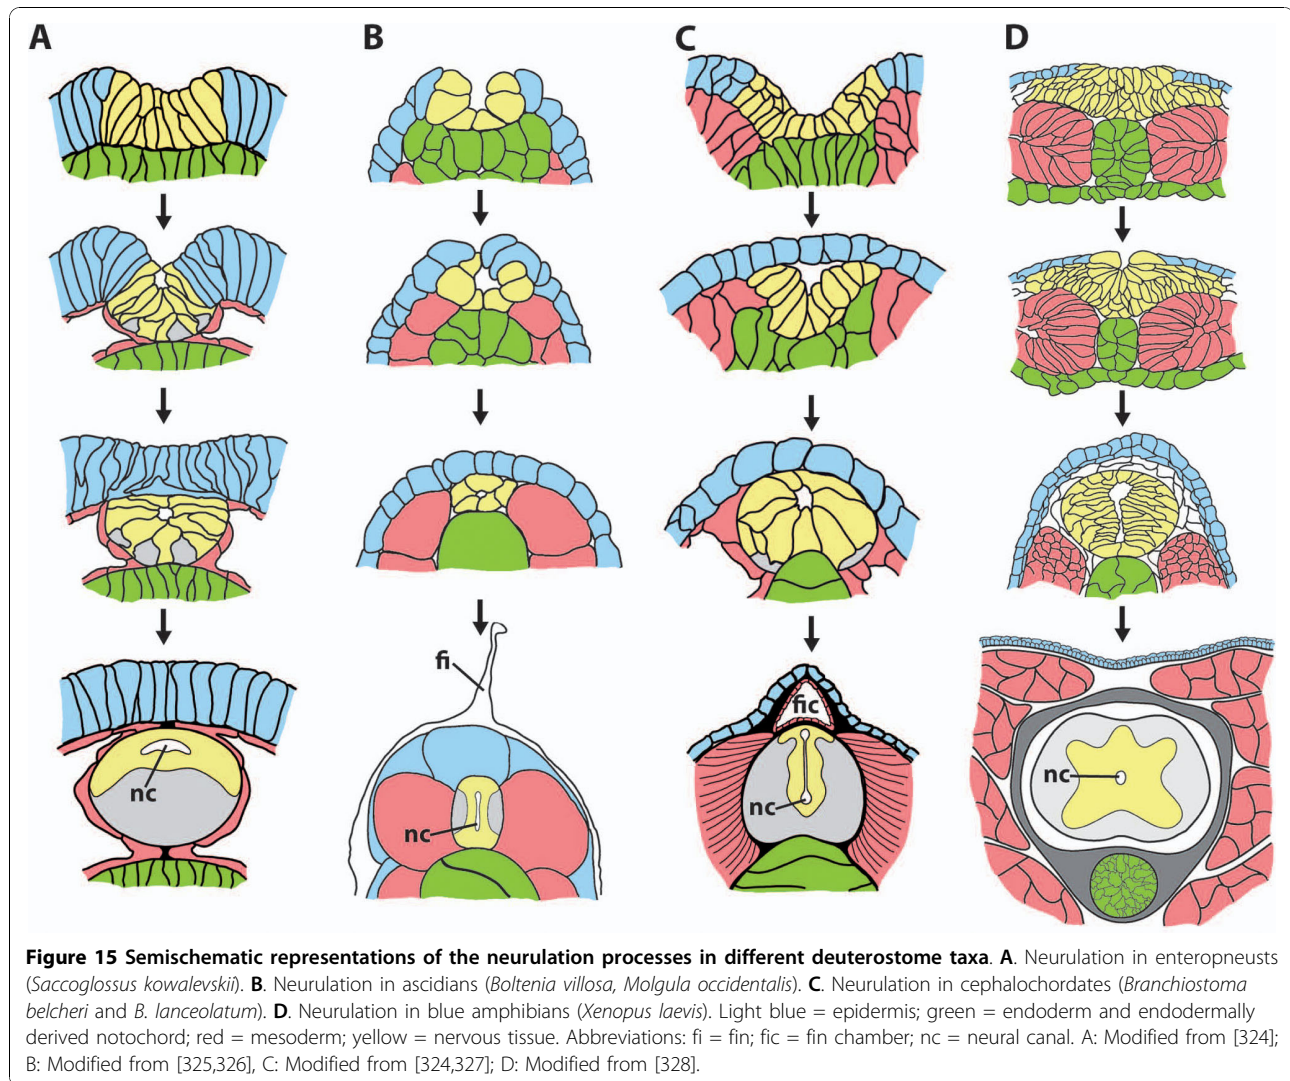 A
B
C
D
fi
fic
nc
nc
nc
nc
Figure 15 Semischematic representations of the neurulation processes in different deuterostome taxa. A. Neurulation in enteropneusts
(Saccoglossus kowalevskii). B. Neurulation in ascidians (Boltenia villosa, Molgula occidentalis). C. Neurulation in cephalochordates (Branchiostoma
belcheri and B. lanceolatum). D. Neurulation in blue amphibians (Xenopus laevis). Light blue = epidermis; green = endoderm and endodermally
derived notochord; red = mesoderm; yellow = nervous tissue. Abbreviations: fi = fin; fic = fin chamber; nc = neural canal. A: Modified from [324];
B: Modified from [325,326], C: Modified from [324,327]; D: Modified from [328].